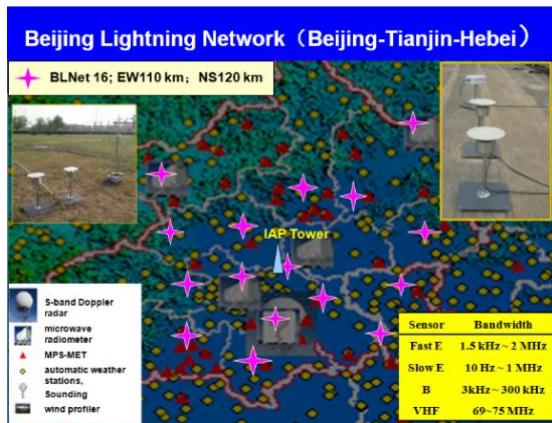 Beijing Lightning Network（Beijing-Tianjin-Hebei）
BLNet 16; EW110 km; NS120 km
IAP Tower
S-band Doppler
radar
microwave
radiometer
MPS-MET
automatic weather
stations,
Sounding
wind profiler
Sensor Bandwidth
Fast E 1.5 kHz ~ 2 MHz
Slow E 10 Hz ~ 1 MHz
B 3kHz~ 300 kHz
VHF 69~75 MHz